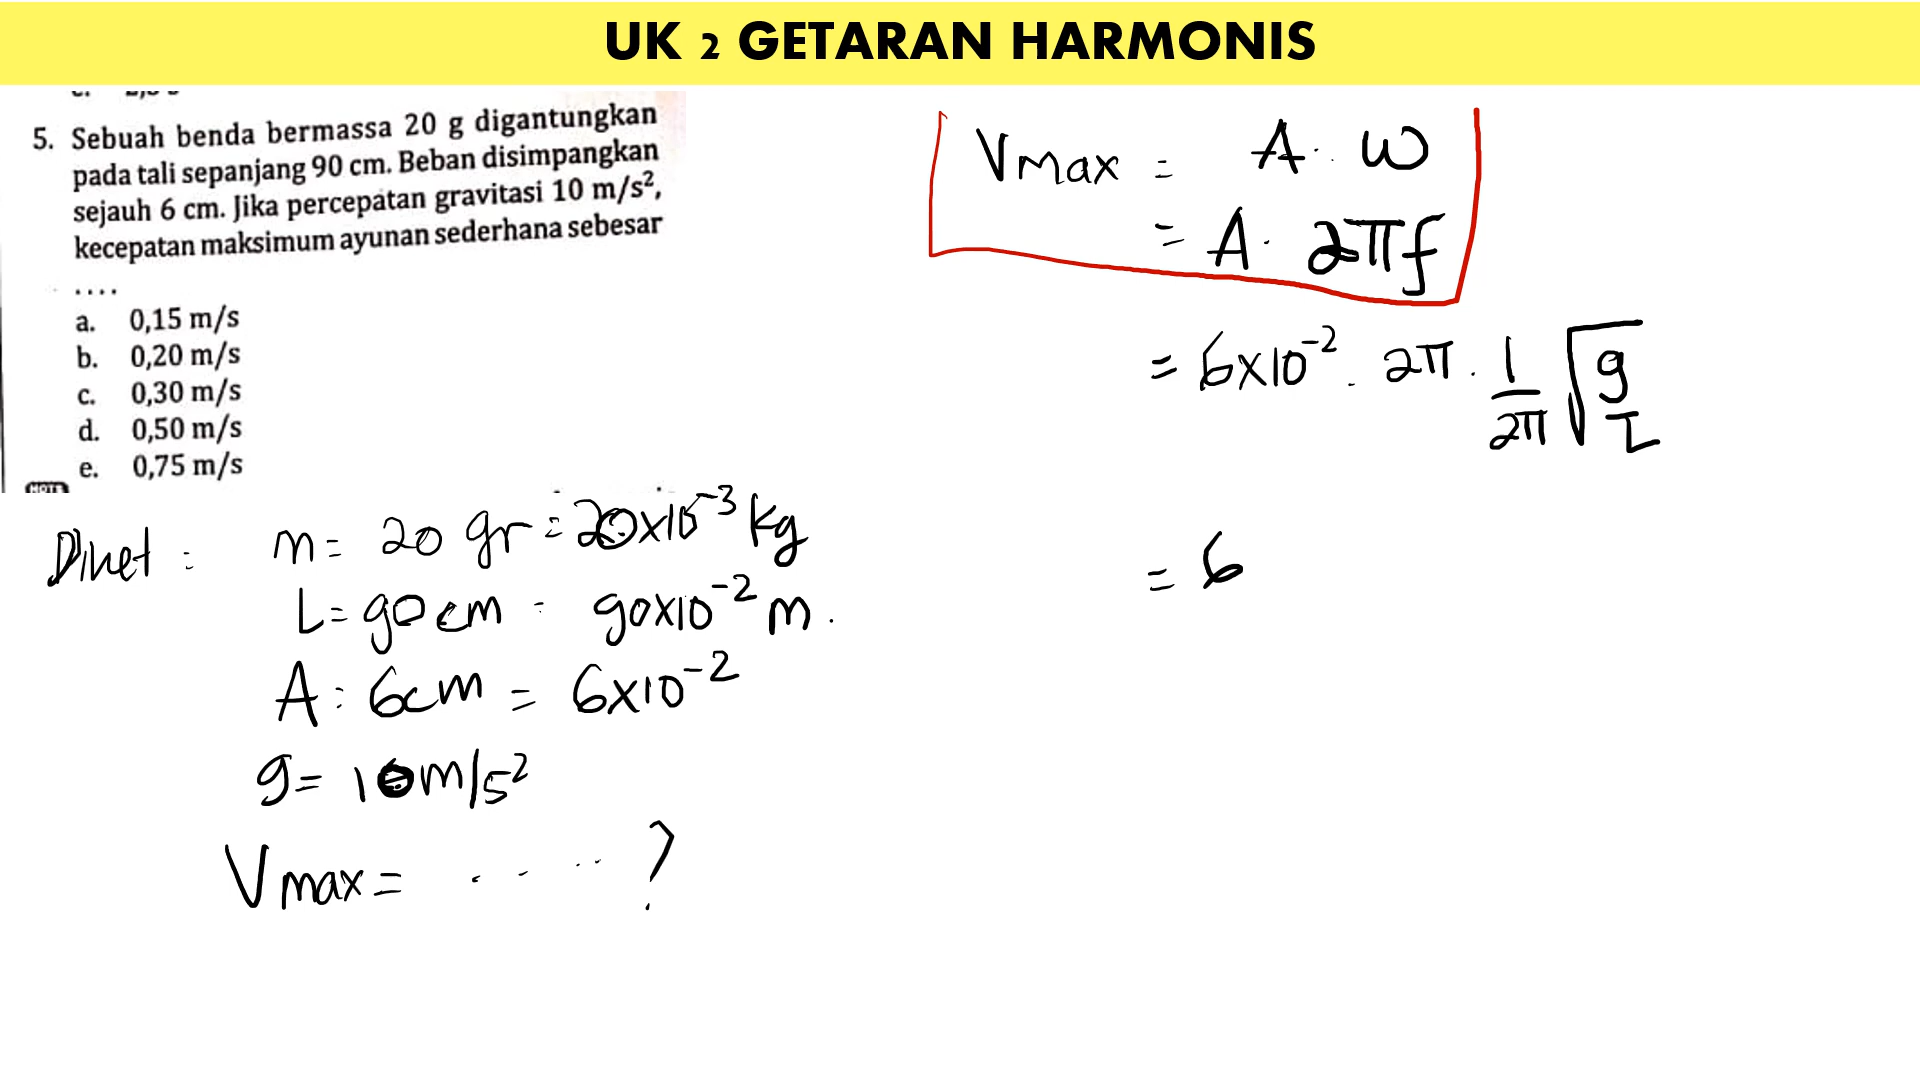 UK 2 GETARAN HARMONIS
5. Sebuah benda bermassa 20 g digantungkan
pada tali sepanjang 90 cm. Beban disimpangkan
sejauh 6 cm. Jika percepatan gravitasi 10 m/s²,
kecepatan maksimum ayunan sederhana sebesar
....
a. 0,15 m/s
b. 0,20 m/s
c. 0,30 m/s
d. 0,50 m/s
e. 0,75 m/s
HOTS
Diket : m = 20 gr = 20x10⁻³ kg
L = 90 cm = 90x10⁻² m.
A : 6cm = 6x10⁻²
g = 10 m/s²
Vmax = .... ?
Vmax = A . ω
= A . 2πf
= 6x10⁻² . 2π . 1/2π √g/L
= 6